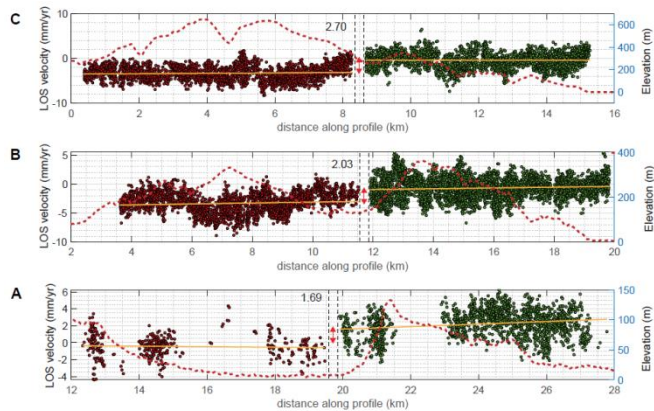 C
LOS velocity (mm/yr)
10
0
-10
2.70
600
400
200
0
Elevation (m)
0 2 4 6 8 10 12 14 16
distance along profile (km)
B
LOS velocity (mm/yr)
5
0
-5
-10
2.03
400
200
0
Elevation (m)
2 4 6 8 10 12 14 16 18 20
distance along profile (km)
A
LOS velocity (mm/yr)
6
4
2
0
-2
-4
1.69
150
100
50
0
Elevation (m)
12 14 16 18 20 22 24 26 28
distance along profile (km)